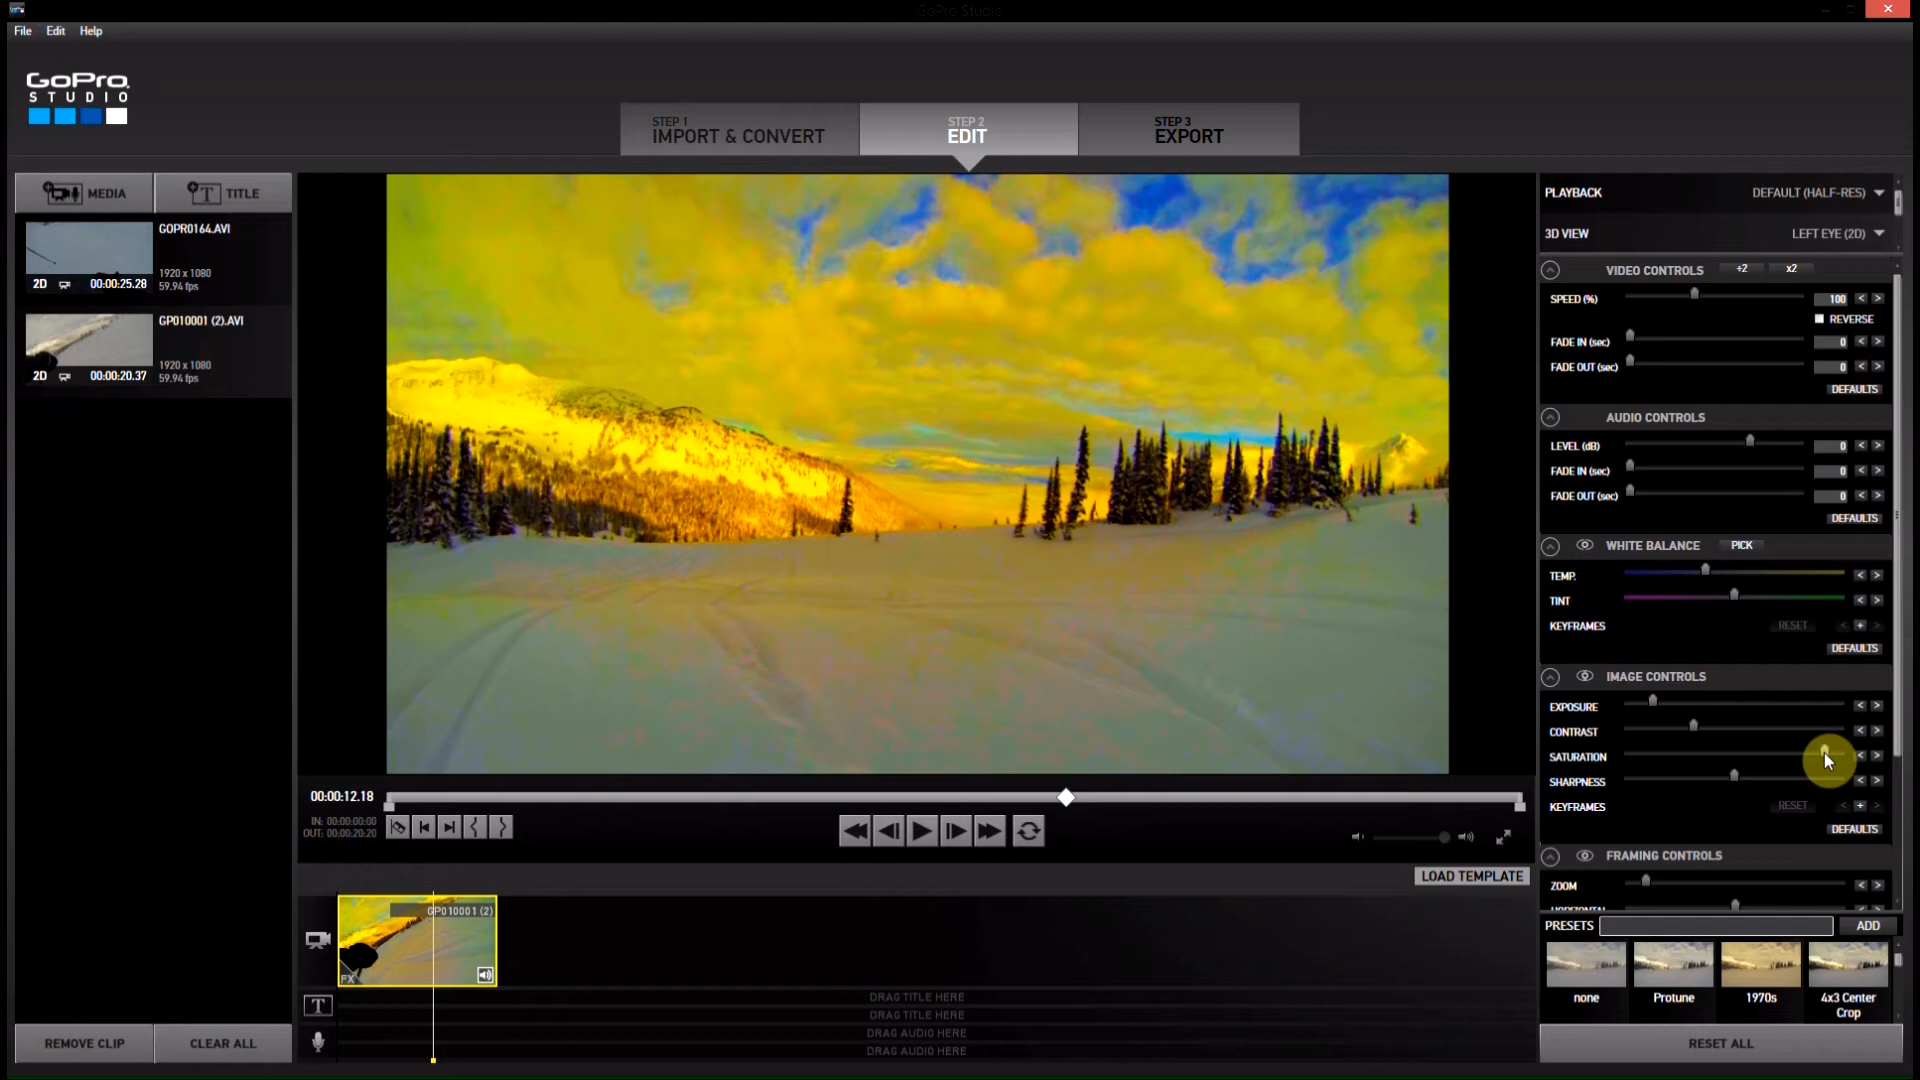 GoPro Studio
File Edit Help
GoPro
STUDIO
STEP 1
IMPORT & CONVERT
STEP 2
EDIT
STEP 3
EXPORT
MEDIA
TITLE
GOPR0164.AVI
1920 x 1080
59.94 fps
2D 00:00:25.28
GP010001 (2).AVI
1920 x 1080
59.94 fps
2D 00:00:20.37
PLAYBACK DEFAULT (HALF-RES)
3D VIEW LEFT EYE (2D)
VIDEO CONTROLS ÷2 x2
SPEED (%) 100 < >
REVERSE
FADE IN (sec) 0 < >
FADE OUT (sec) 0 < >
DEFAULTS
AUDIO CONTROLS
LEVEL (dB) 0 < >
FADE IN (sec) 0 < >
FADE OUT (sec) 0 < >
DEFAULTS
WHITE BALANCE PICK
TEMP. < >
TINT < >
KEYFRAMES RESET < + >
DEFAULTS
IMAGE CONTROLS
EXPOSURE < >
CONTRAST < >
SATURATION < >
SHARPNESS < >
KEYFRAMES RESET < + >
DEFAULTS
FRAMING CONTROLS
ZOOM < >
HORIZONTAL < >
PRESETS ADD
none Protune 1970s 4x3 Center
Crop
RESET ALL
00:00:12.18
IN: 00:00:00:00
OUT: 00:00:20:20
LOAD TEMPLATE
GP010001 (2)
FX
T
DRAG TITLE HERE
DRAG TITLE HERE
DRAG AUDIO HERE
DRAG AUDIO HERE
REMOVE CLIP CLEAR ALL